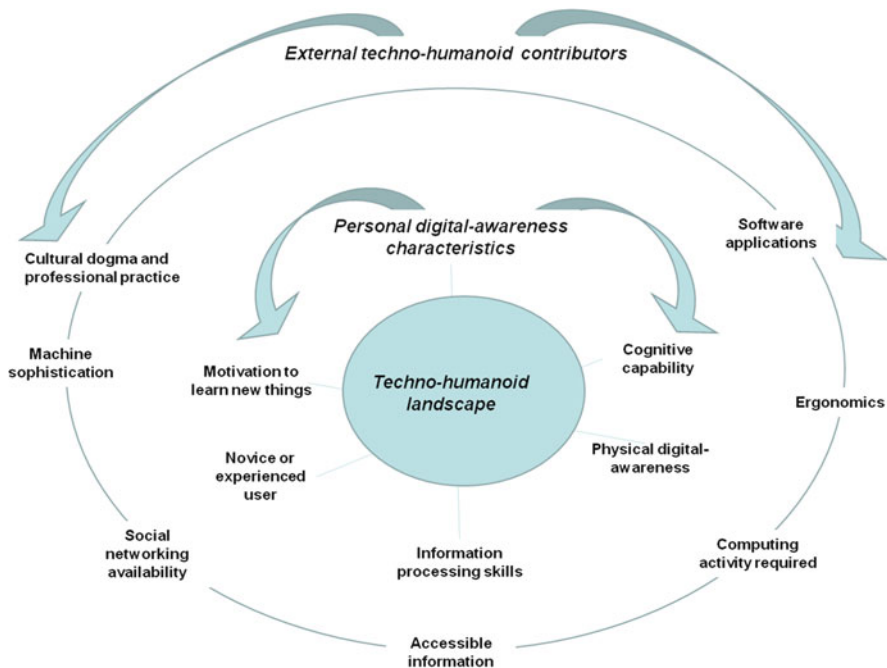 External techno-humanoid contributors
Personal digital-awareness
characteristics
Software
applications
Cultural dogma and
professional practice
Machine
sophistication
Motivation to
learn new things
Techno-humanoid
landscape
Cognitive
capability
Ergonomics
Novice or
experienced
user
Physical digital-
awareness
Social
networking
availability
Information
processing skills
Computing
activity required
Accessible
information